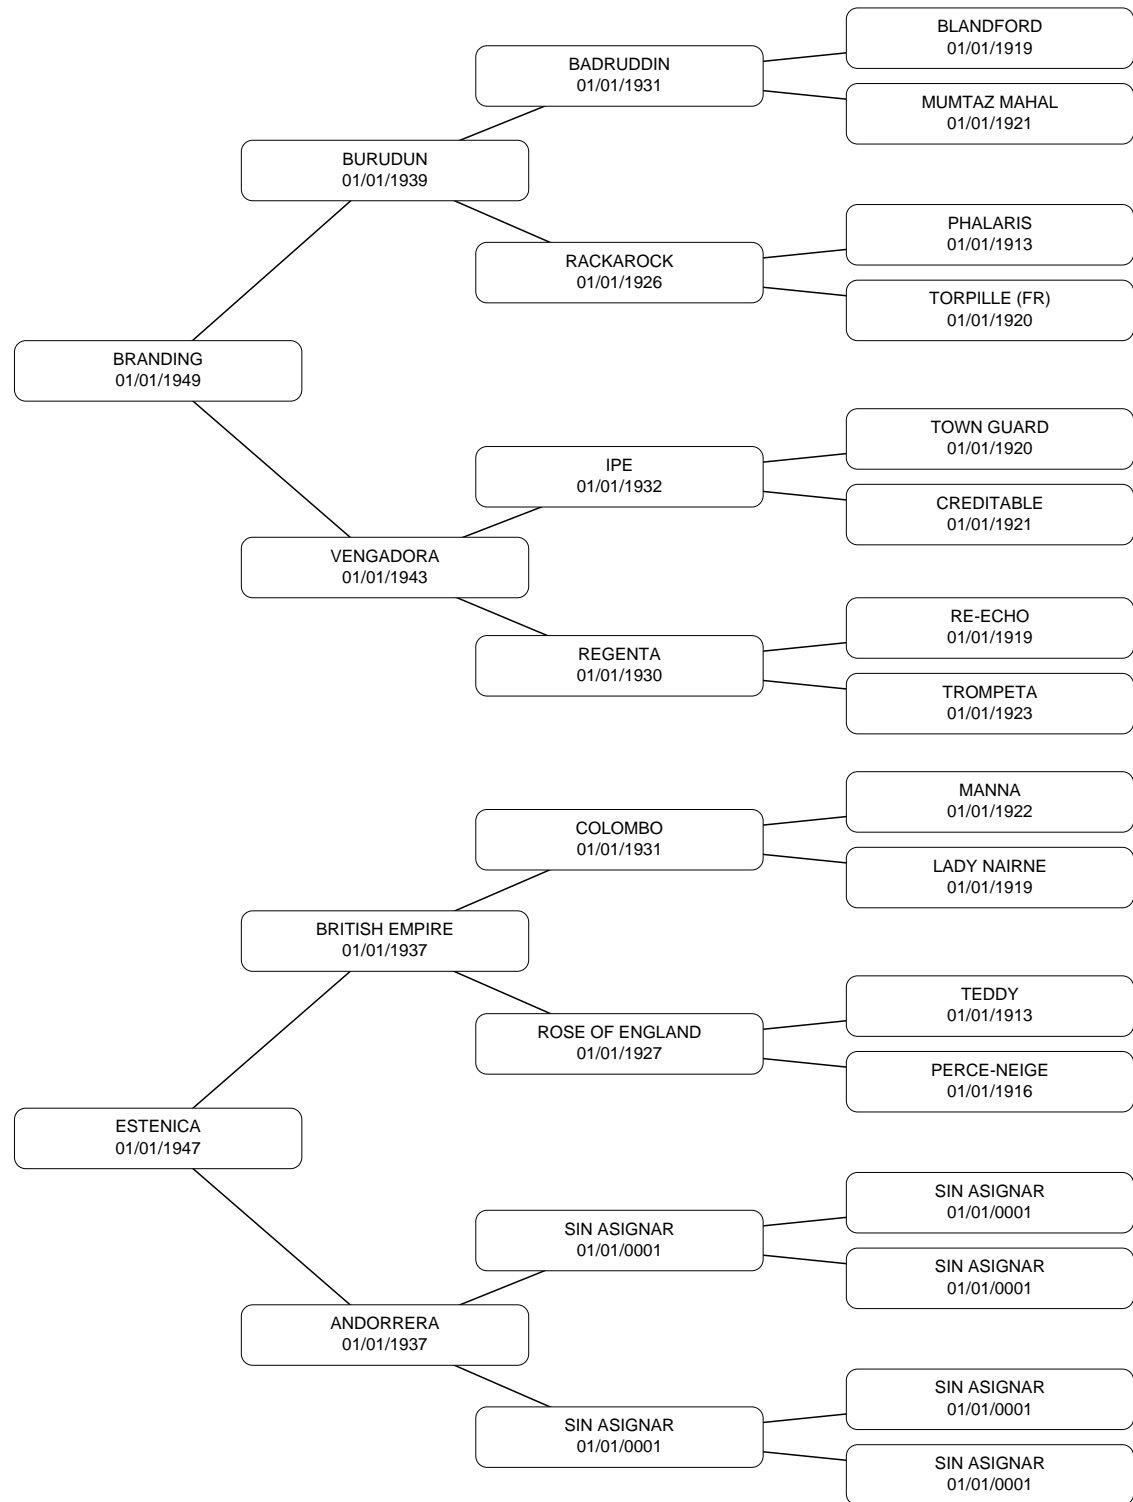 BLANDFORD
01/01/1919
BADRUDDIN
01/01/1931
MUMTAZ MAHAL
01/01/1921
BURUDUN
01/01/1939
PHALARIS
01/01/1913
RACKAROCK
01/01/1926
TORPILLE (FR)
01/01/1920
BRANDING
01/01/1949
TOWN GUARD
01/01/1920
IPE
01/01/1932
CREDITABLE
01/01/1921
VENGADORA
01/01/1943
RE-ECHO
01/01/1919
REGENTA
01/01/1930
TROMPETA
01/01/1923
MANNA
01/01/1922
COLOMBO
01/01/1931
LADY NAIRNE
01/01/1919
BRITISH EMPIRE
01/01/1937
TEDDY
01/01/1913
ROSE OF ENGLAND
01/01/1927
PERCE-NEIGE
01/01/1916
ESTENICA
01/01/1947
SIN ASIGNAR
01/01/0001
SIN ASIGNAR
01/01/0001
SIN ASIGNAR
01/01/0001
ANDORRERA
01/01/1937
SIN ASIGNAR
01/01/0001
SIN ASIGNAR
01/01/0001
SIN ASIGNAR
01/01/0001